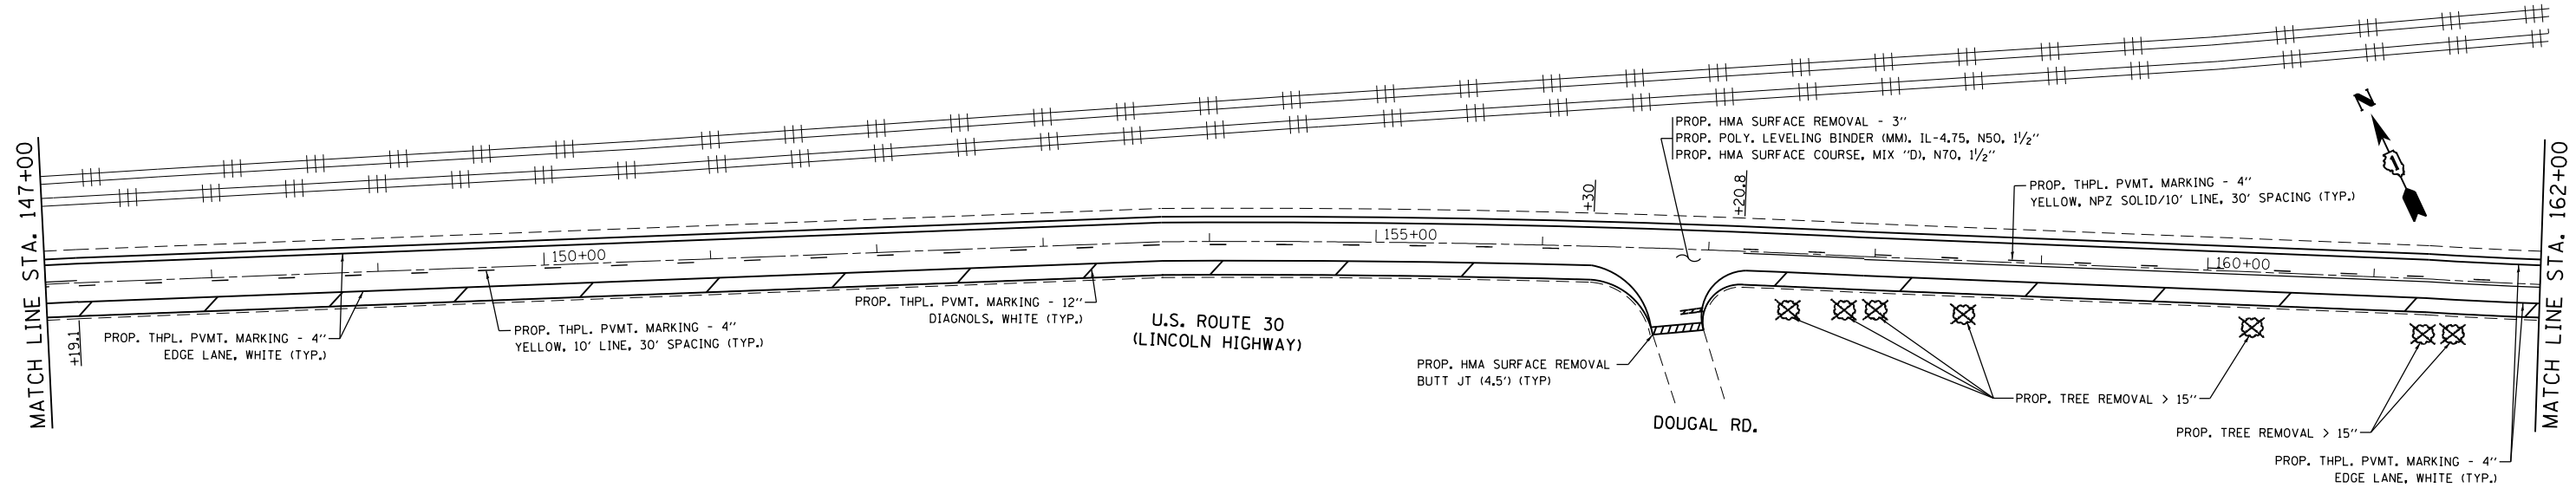 PROP. HMA SURFACE REMOVAL - 3"
PROP. POLY. LEVELING BINDER (MM), IL-4.75, N50, 1½"
PROP. HMA SURFACE COURSE, MIX "D), N70, 1½"
N
MATCH LINE STA. 147+00
MATCH LINE STA. 162+00
+30
+20.8
PROP. THPL. PVMT. MARKING - 4"
YELLOW, NPZ SOLID/10' LINE, 30' SPACING (TYP.)
150+00
155+00
160+00
+19.1
PROP. THPL. PVMT. MARKING - 4"
EDGE LANE, WHITE (TYP.)
PROP. THPL. PVMT. MARKING - 4"
YELLOW, 10' LINE, 30' SPACING (TYP.)
PROP. THPL. PVMT. MARKING - 12"
DIAGNOLS, WHITE (TYP.)
U.S. ROUTE 30
(LINCOLN HIGHWAY)
PROP. HMA SURFACE REMOVAL
BUTT JT (4.5') (TYP)
DOUGAL RD.
PROP. TREE REMOVAL > 15"
PROP. TREE REMOVAL > 15"
PROP. THPL. PVMT. MARKING - 4"
EDGE LANE, WHITE (TYP.)